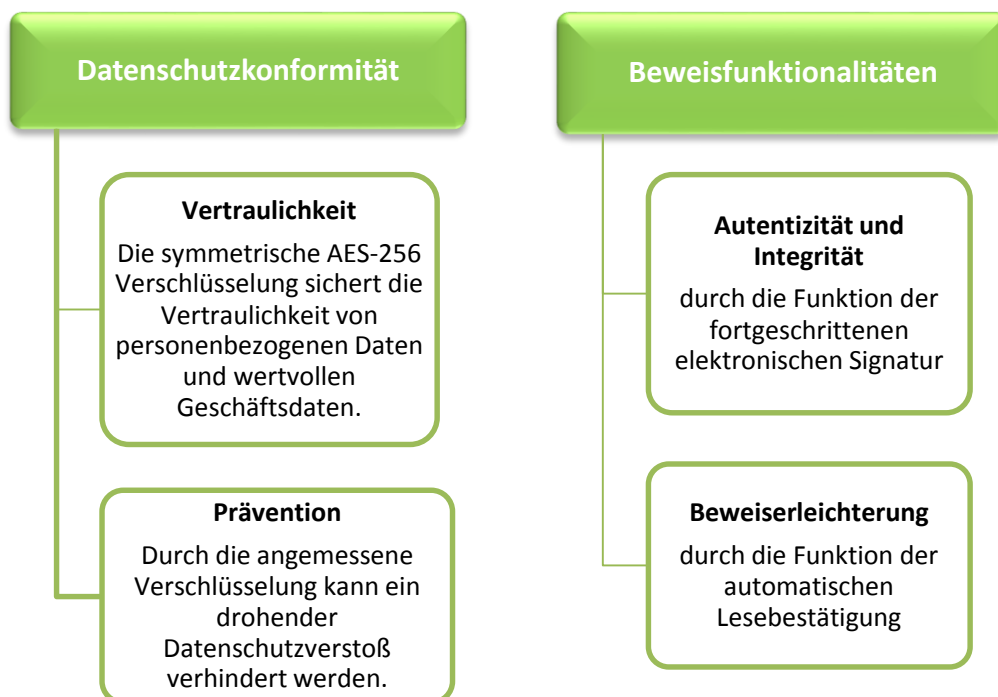 Datenschutzkonformität
Vertraulichkeit
Die symmetrische AES-256
Verschlüsselung sichert die
Vertraulichkeit von
personenbezogenen Daten
und wertvollen
Geschäftsdaten.
Prävention
Durch die angemessene
Verschlüsselung kann ein
drohender
Datenschutzverstoß
verhindert werden.
Beweisfunktionalitäten
Autentizität und
Integrität
durch die Funktion der
fortgeschrittenen
elektronischen Signatur
Beweiserleichterung
durch die Funktion der
automatischen
Lesebestätigung